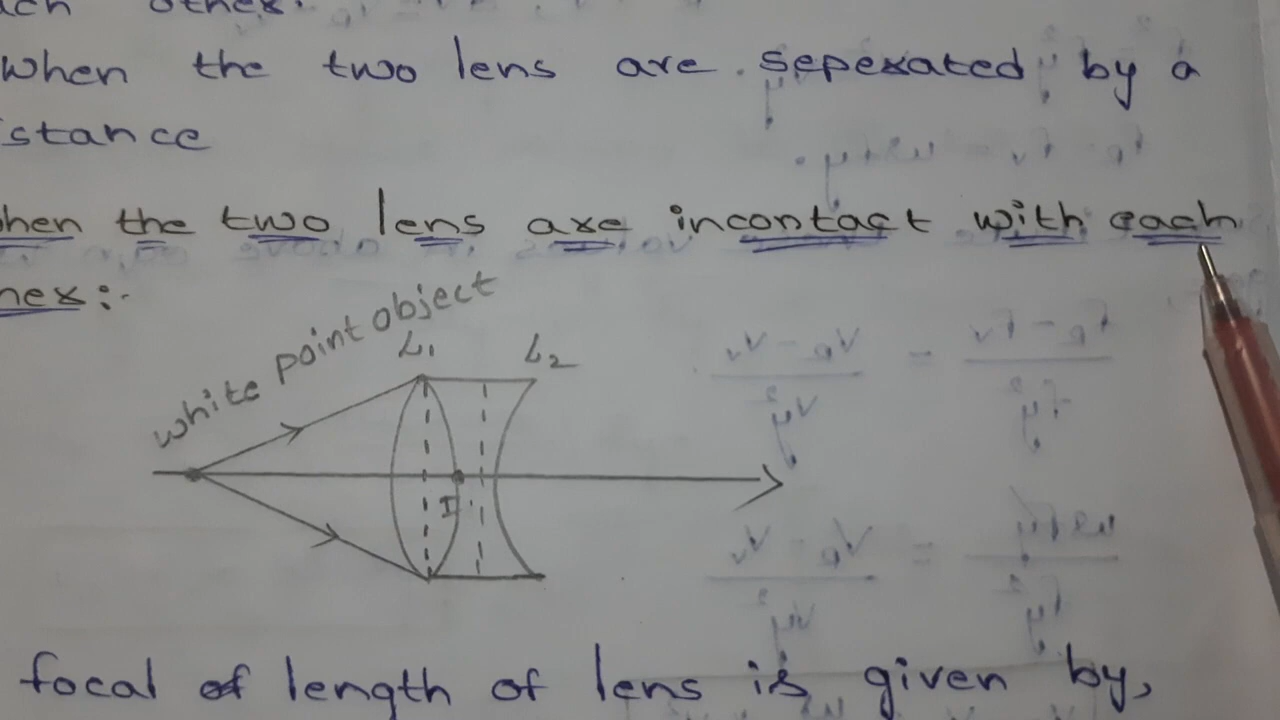 other.
when the two lens are seperated by a
stance
hen the two lens are incontact with each
her:-
white point object
L₁ L₂
I
focal of length of lens is given by,